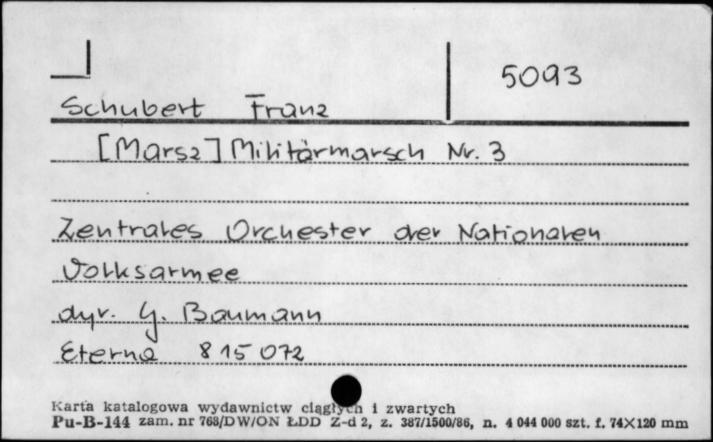 5093
Schubert Franz
[Marsz] Militärmarsch Nr. 3
Zentrales Orchester der Nationalen
Volksarmee
dyr. G. Baumann
Eterna 8 15 072
Karta katalogowa wydawnictw ciągłych i zwartych
Pu-B-144 zam. nr 768/DW/ON ŁDD Z-d 2, z. 387/1500/86, n. 4 044 000 szt. f. 74X120 mm